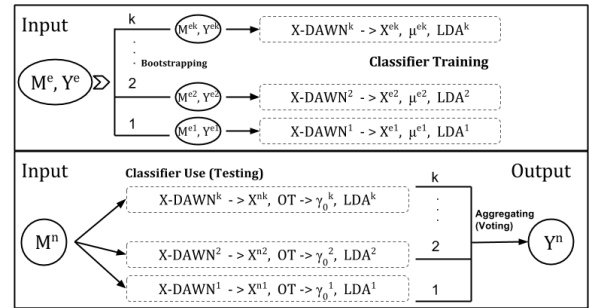 Input
k
M^ek, Y^ek
X-DAWN^k -> X^ek, μ^ek, LDA^k
Bootstrapping
Classifier Training
M^e, Y^e
2
M^e2, Y^e2
X-DAWN^2 -> X^e2, μ^e2, LDA^2
1
M^e1, Y^e1
X-DAWN^1 -> X^e1, μ^e1, LDA^1
Input
Classifier Use (Testing)
Output
X-DAWN^k -> X^nk, OT -> γ_0^k, LDA^k
k
M^n
Aggregating
(Voting)
Y^n
X-DAWN^2 -> X^n2, OT -> γ_0^2, LDA^2
2
X-DAWN^1 -> X^n1, OT -> γ_0^1, LDA^1
1